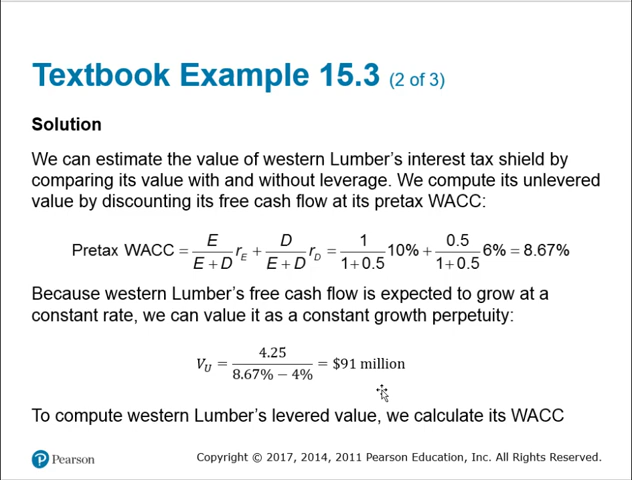 Textbook Example 15.3 (2 of 3)
Solution
We can estimate the value of western Lumber's interest tax shield by
comparing its value with and without leverage. We compute its unlevered
value by discounting its free cash flow at its pretax WACC:
Pretax WACC = E/(E + D) r_E + D/(E + D) r_D = 1/(1+0.5) 10% + 0.5/(1+0.5) 6% = 8.67%
Because western Lumber's free cash flow is expected to grow at a
constant rate, we can value it as a constant growth perpetuity:
V_U = 4.25/(8.67% − 4%) = $91 million
To compute western Lumber's levered value, we calculate its WACC
Pearson
Copyright © 2017, 2014, 2011 Pearson Education, Inc. All Rights Reserved.